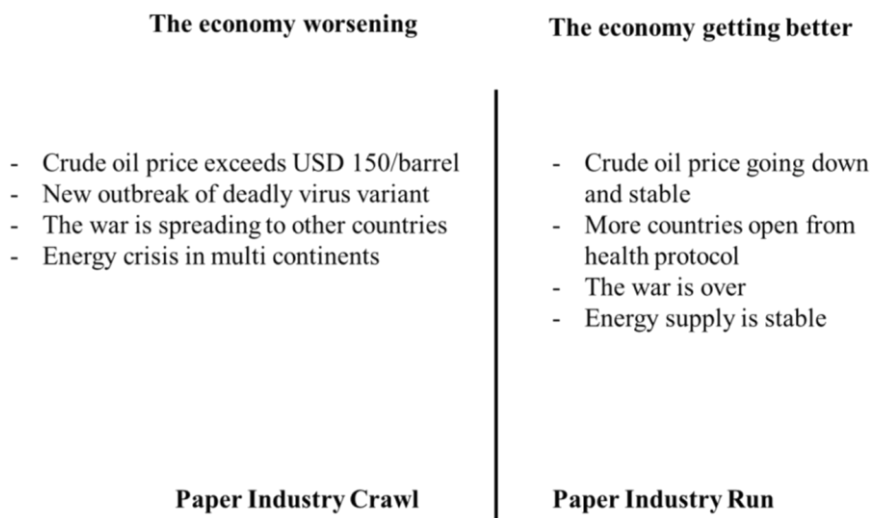 The economy worsening
- Crude oil price exceeds USD 150/barrel
- New outbreak of deadly virus variant
- The war is spreading to other countries
- Energy crisis in multi continents
Paper Industry Crawl
The economy getting better
- Crude oil price going down
and stable
- More countries open from
health protocol
- The war is over
- Energy supply is stable
Paper Industry Run